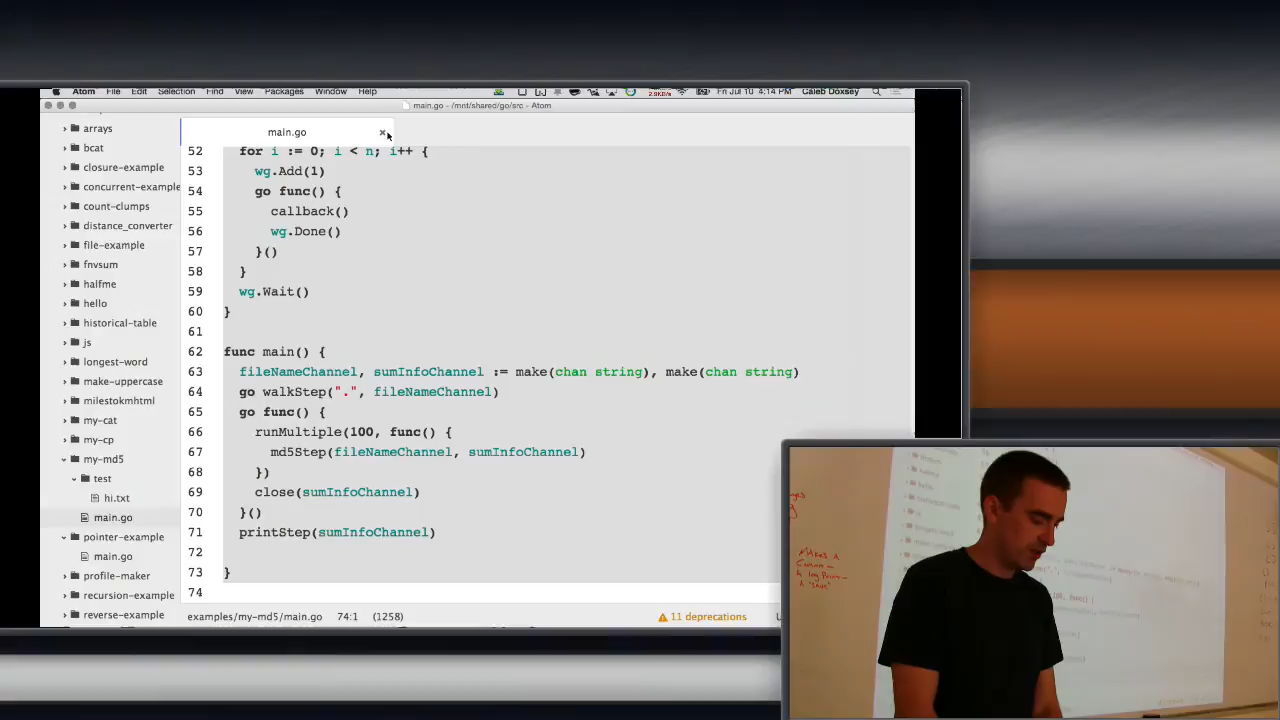 Atom File Edit Selection Find View Packages Window Help
2.9KB/s Fri Jul 10 4:14 PM Caleb Doxsey
main.go - /mnt/shared/go/src - Atom
arrays
bcat
closure-example
concurrent-example
count-clumps
distance_converter
file-example
fnvsum
halfme
hello
historical-table
js
longest-word
make-uppercase
milestokmhtml
my-cat
my-cp
my-md5
test
hi.txt
main.go
pointer-example
main.go
profile-maker
recursion-example
reverse-example
main.go
52 for i := 0; i < n; i++ {
53 wg.Add(1)
54 go func() {
55 callback()
56 wg.Done()
57 }()
58 }
59 wg.Wait()
60 }
61
62 func main() {
63 fileNameChannel, sumInfoChannel := make(chan string), make(chan string)
64 go walkStep(".", fileNameChannel)
65 go func() {
66 runMultiple(100, func() {
67 md5Step(fileNameChannel, sumInfoChannel)
68 })
69 close(sumInfoChannel)
70 }()
71 printStep(sumInfoChannel)
72
73 }
74
examples/my-md5/main.go 74:1 (1258) 11 deprecations
MAKES A